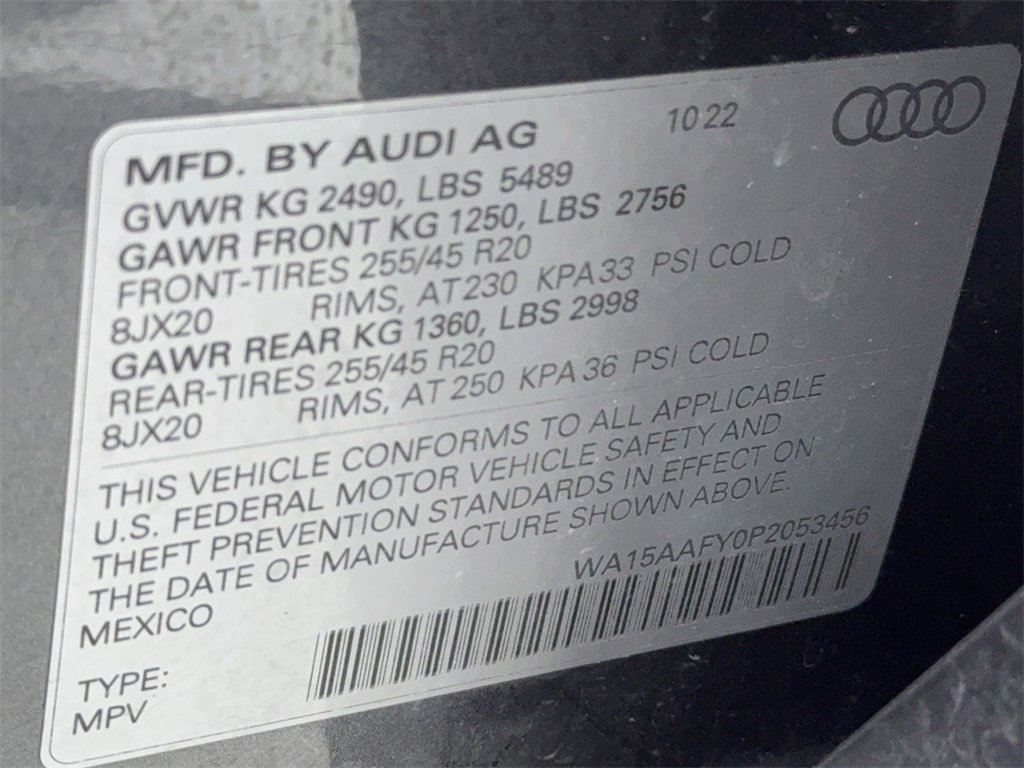 MFD. BY AUDI AG 10 22
GVWR KG 2490, LBS 5489
GAWR FRONT KG 1250, LBS 2756
FRONT-TIRES 255/45 R20
8JX20 RIMS, AT 230 KPA 33 PSI COLD
GAWR REAR KG 1360, LBS 2998
REAR-TIRES 255/45 R20
8JX20 RIMS, AT 250 KPA 36 PSI COLD
THIS VEHICLE CONFORMS TO ALL APPLICABLE
U.S. FEDERAL MOTOR VEHICLE SAFETY AND
THEFT PREVENTION STANDARDS IN EFFECT ON
THE DATE OF MANUFACTURE SHOWN ABOVE.
MEXICO WA15AAFY0P2053456
TYPE:
MPV